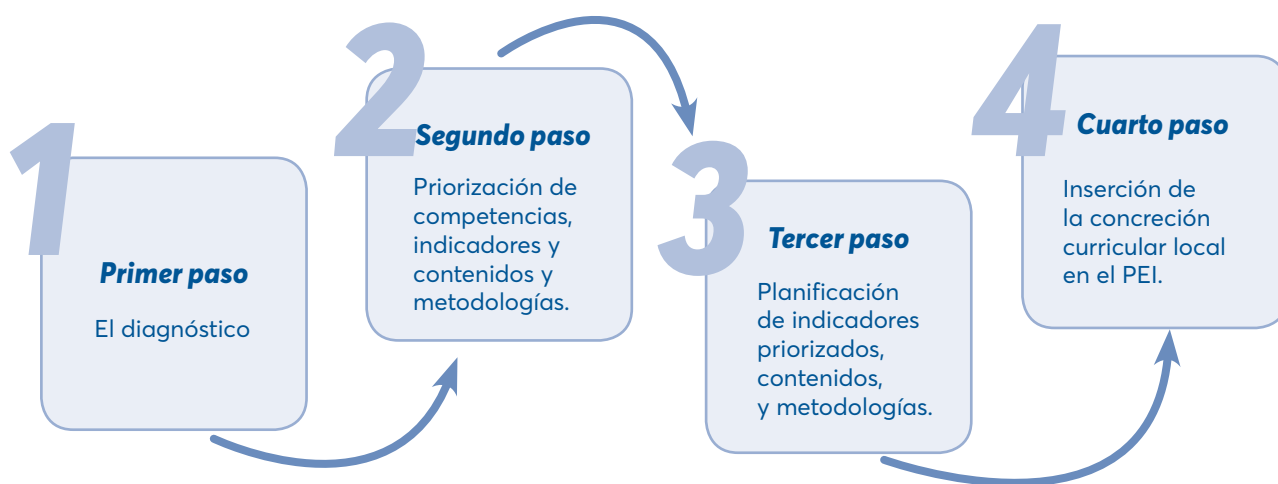 1
Primer paso
El diagnóstico
2
Segundo paso
Priorización de
competencias,
indicadores y
contenidos y
metodologías.
3
Tercer paso
Planificación
de indicadores
priorizados,
contenidos,
y metodologías.
4
Cuarto paso
Inserción de
la concreción
curricular local
en el PEI.